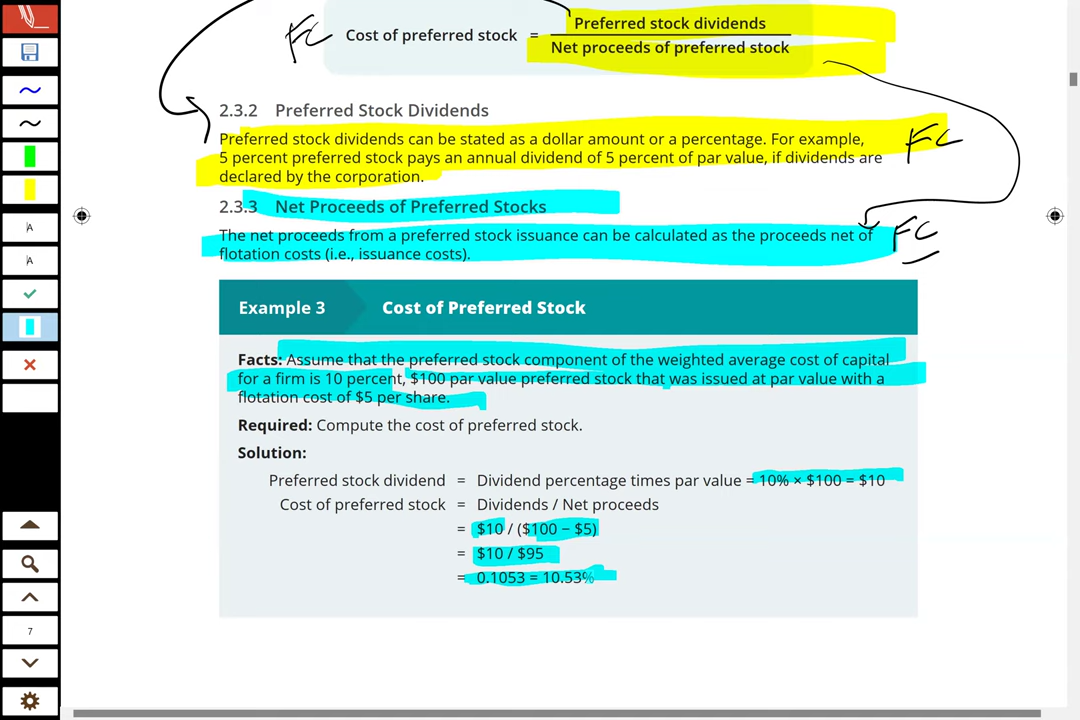 FC
Cost of preferred stock = Preferred stock dividends
Net proceeds of preferred stock
2.3.2 Preferred Stock Dividends
Preferred stock dividends can be stated as a dollar amount or a percentage. For example,
5 percent preferred stock pays an annual dividend of 5 percent of par value, if dividends are
declared by the corporation.
FC
2.3.3 Net Proceeds of Preferred Stocks
The net proceeds from a preferred stock issuance can be calculated as the proceeds net of
flotation costs (i.e., issuance costs).
FC
Example 3 Cost of Preferred Stock
Facts: Assume that the preferred stock component of the weighted average cost of capital
for a firm is 10 percent, $100 par value preferred stock that was issued at par value with a
flotation cost of $5 per share.
Required: Compute the cost of preferred stock.
Solution:
Preferred stock dividend = Dividend percentage times par value = 10% × $100 = $10
Cost of preferred stock = Dividends / Net proceeds
= $10 / ($100 − $5)
= $10 / $95
= 0.1053 = 10.53%
A
A
7